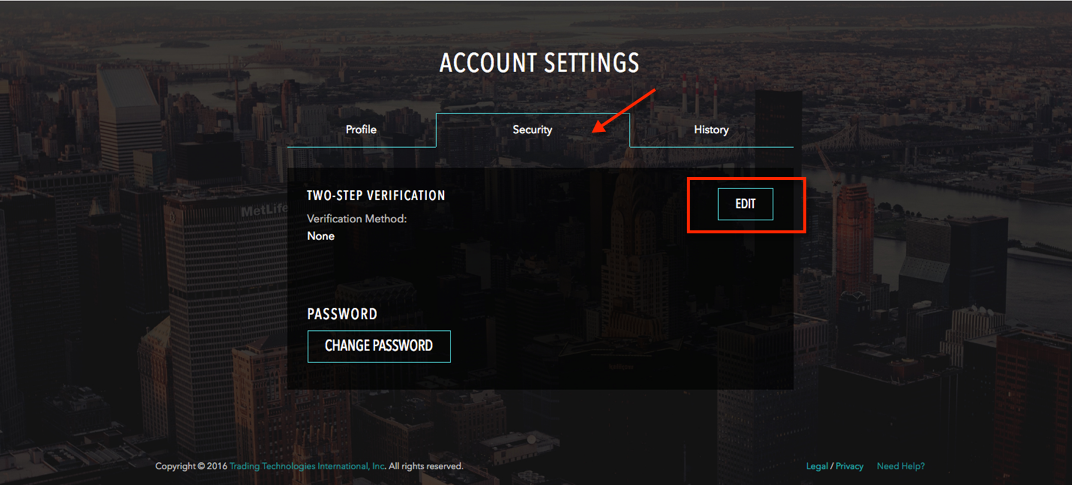 ACCOUNT SETTINGS
Profile
Security
History
TWO-STEP VERIFICATION
EDIT
Verification Method:
None
MetLife
PASSWORD
CHANGE PASSWORD
Copyright © 2016 Trading Technologies International, Inc. All rights reserved.
Legal / Privacy
Need Help?